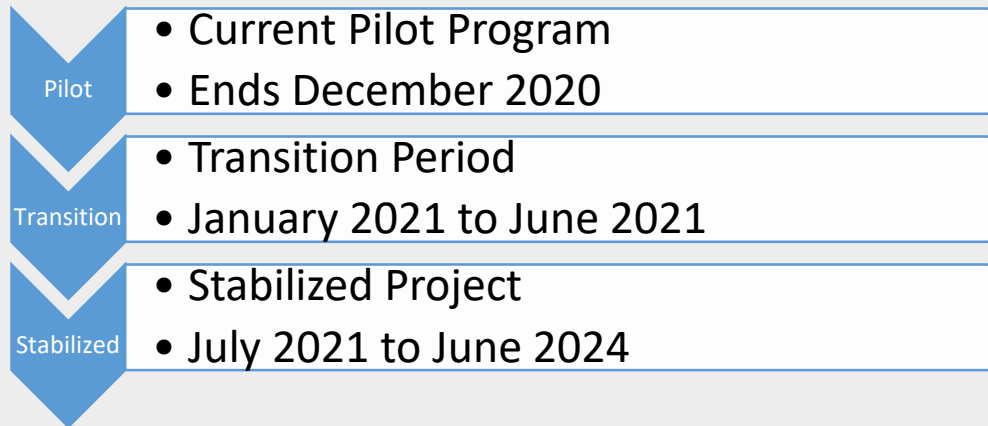 Pilot
• Current Pilot Program
• Ends December 2020
Transition
• Transition Period
• January 2021 to June 2021
Stabilized
• Stabilized Project
• July 2021 to June 2024